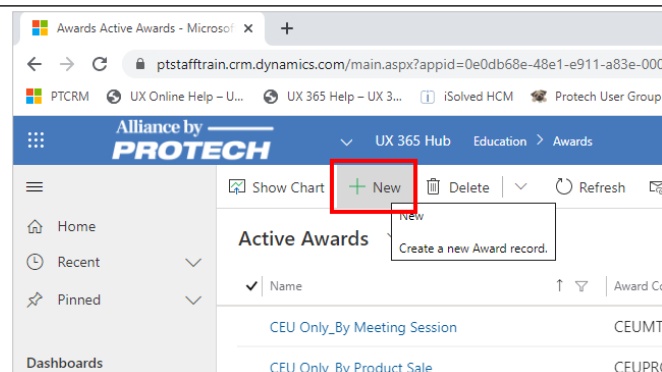 Awards Active Awards - Micros
ptstafftrain.crm.dynamics.com/main.aspx?appid=0e0db68e-48e1-e911-a83e-000
PTCRM UX Online Help – U... UX 365 Help – UX 3... iSolved HCM Protech User Group
Alliance by
PROTECH
UX 365 Hub Education > Awards
Show Chart + New Delete Refresh
New
Create a new Award record.
Home
Active Awards
Recent
Name Award Co
Pinned
CEU Only_By Meeting Session CEUMT
Dashboards
CEU Only_By Product Sale CEUPRO